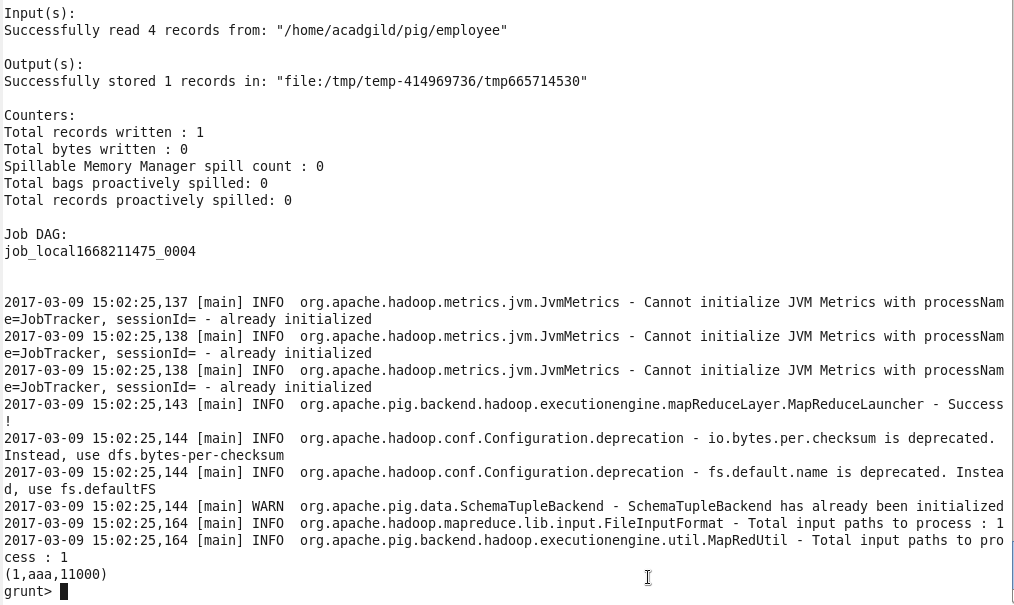 Input(s):
Successfully read 4 records from: "/home/acadgild/pig/employee"
Output(s):
Successfully stored 1 records in: "file:/tmp/temp-414969736/tmp665714530"
Counters:
Total records written : 1
Total bytes written : 0
Spillable Memory Manager spill count : 0
Total bags proactively spilled: 0
Total records proactively spilled: 0
Job DAG:
job_local1668211475_0004
2017-03-09 15:02:25,137 [main] INFO  org.apache.hadoop.metrics.jvm.JvmMetrics - Cannot initialize JVM Metrics with processNam
e=JobTracker, sessionId= - already initialized
2017-03-09 15:02:25,138 [main] INFO  org.apache.hadoop.metrics.jvm.JvmMetrics - Cannot initialize JVM Metrics with processNam
e=JobTracker, sessionId= - already initialized
2017-03-09 15:02:25,138 [main] INFO  org.apache.hadoop.metrics.jvm.JvmMetrics - Cannot initialize JVM Metrics with processNam
e=JobTracker, sessionId= - already initialized
2017-03-09 15:02:25,143 [main] INFO  org.apache.pig.backend.hadoop.executionengine.mapReduceLayer.MapReduceLauncher - Success
!
2017-03-09 15:02:25,144 [main] INFO  org.apache.hadoop.conf.Configuration.deprecation - io.bytes.per.checksum is deprecated.
Instead, use dfs.bytes-per-checksum
2017-03-09 15:02:25,144 [main] INFO  org.apache.hadoop.conf.Configuration.deprecation - fs.default.name is deprecated. Instea
d, use fs.defaultFS
2017-03-09 15:02:25,144 [main] WARN  org.apache.pig.data.SchemaTupleBackend - SchemaTupleBackend has already been initialized
2017-03-09 15:02:25,164 [main] INFO  org.apache.hadoop.mapreduce.lib.input.FileInputFormat - Total input paths to process : 1
2017-03-09 15:02:25,164 [main] INFO  org.apache.pig.backend.hadoop.executionengine.util.MapRedUtil - Total input paths to pro
cess : 1
(1,aaa,11000)
grunt>